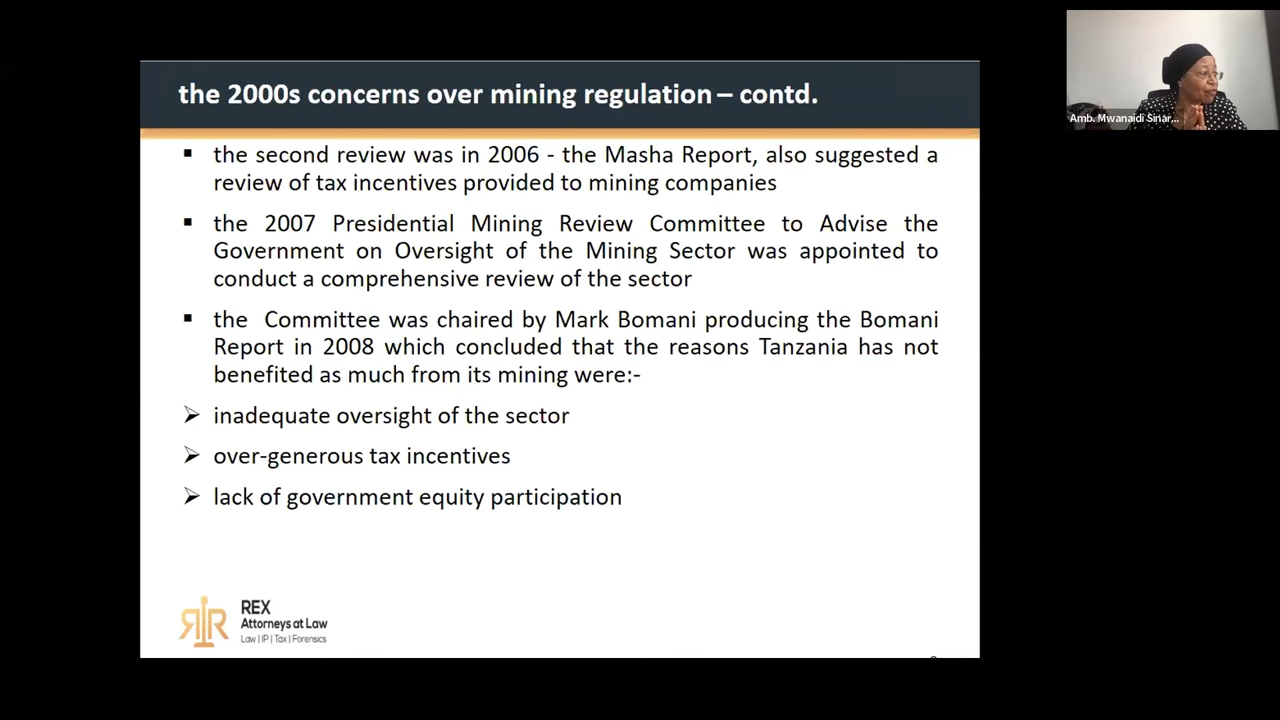 the 2000s concerns over mining regulation – contd.
Amb. Mwanaidi Sinar...
▪ the second review was in 2006 - the Masha Report, also suggested a
review of tax incentives provided to mining companies
▪ the 2007 Presidential Mining Review Committee to Advise the
Government on Oversight of the Mining Sector was appointed to
conduct a comprehensive review of the sector
▪ the Committee was chaired by Mark Bomani producing the Bomani
Report in 2008 which concluded that the reasons Tanzania has not
benefited as much from its mining were:-
➢ inadequate oversight of the sector
➢ over-generous tax incentives
➢ lack of government equity participation
REX
Attorneys at Law
Law | IP | Tax | Forensics